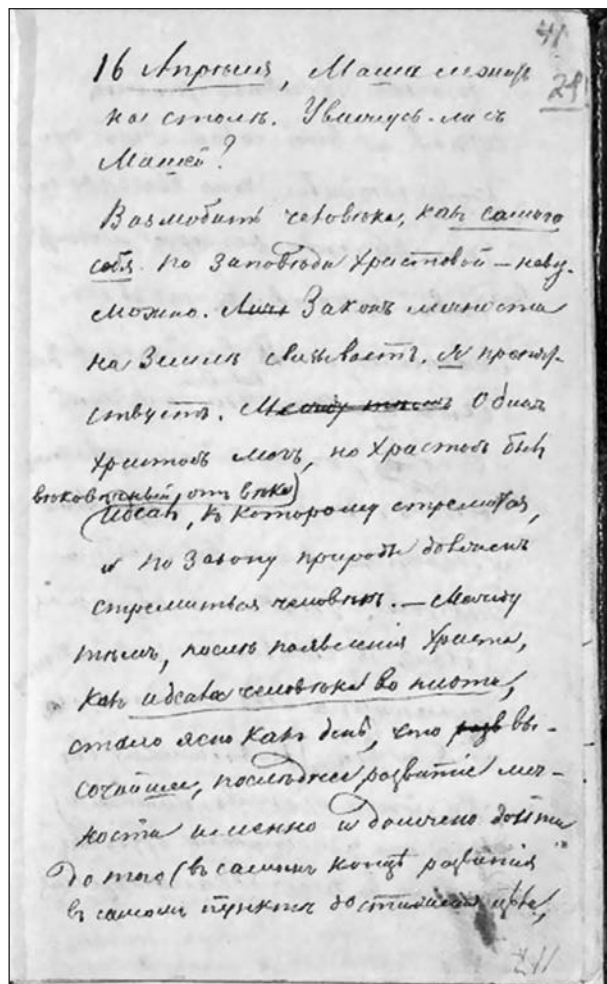 41
29
16 Апрѣля, Маша лежитъ
на столѣ. Увижусь-ли съ
Машей?
Возлюбить человѣка, какъ самого
себя по заповѣди Христовой – невоз-
можно. Законъ личности
на Землѣ связываетъ. Я препят-
ствуетъ. Между тѣмъ Одинъ
Христосъ могъ, но Христосъ былъ
вѣковѣчный отъ вѣка
идеалъ, къ которому стремится
и по Закону природы долженъ
стремиться человѣкъ. – Между
тѣмъ, послѣ появленія Христа,
какъ идеала человѣка во плоти,
стало ясно какъ день, что вы-
сочайшее, послѣднее развитіе лич-
ности именно и должно дойти
до того (въ самомъ концѣ развитія
въ самомъ пунктѣ достиженія цѣли,
211